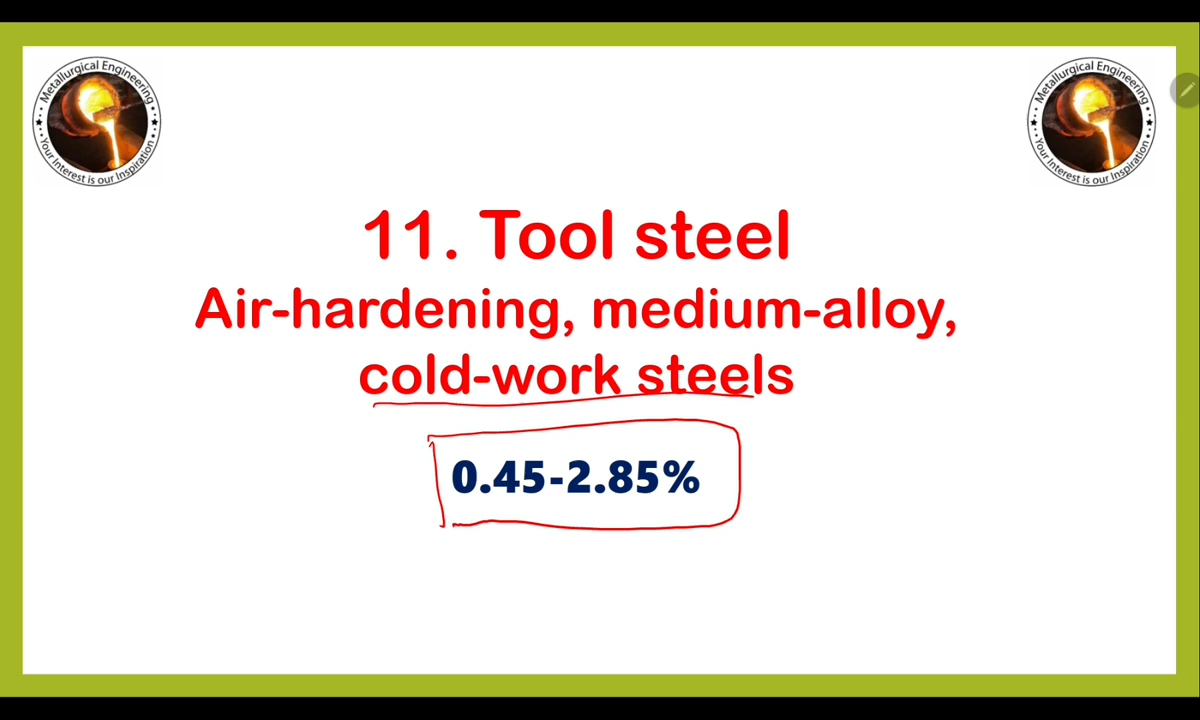 Metallurgical Engineering
Your Interest is our Inspiration
Metallurgical Engineering
Your Interest is our Inspiration
11. Tool steel
Air-hardening, medium-alloy,
cold-work steels
0.45-2.85%